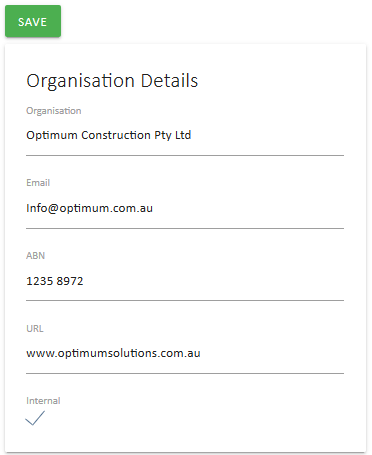 SAVE
Organisation Details
Organisation
Optimum Construction Pty Ltd
Email
Info@optimum.com.au
ABN
1235 8972
URL
www.optimumsolutions.com.au
Internal